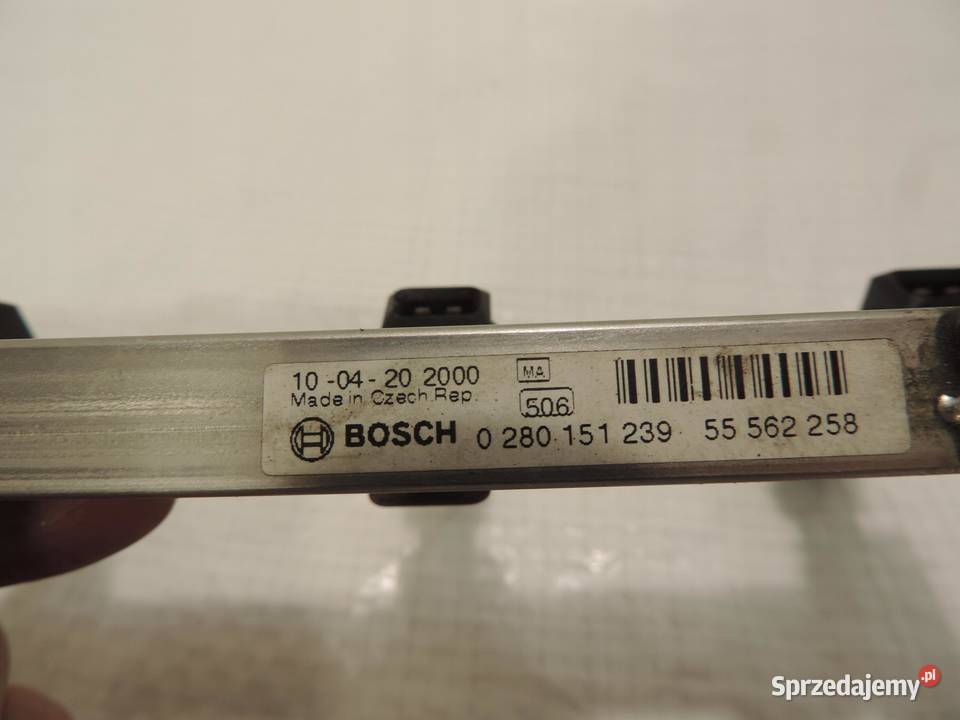 10-04-20 2000
MA
Made in Czech Rep.
506
BOSCH 0 280 151 239 55 562 258
Sprzedajemy.pl